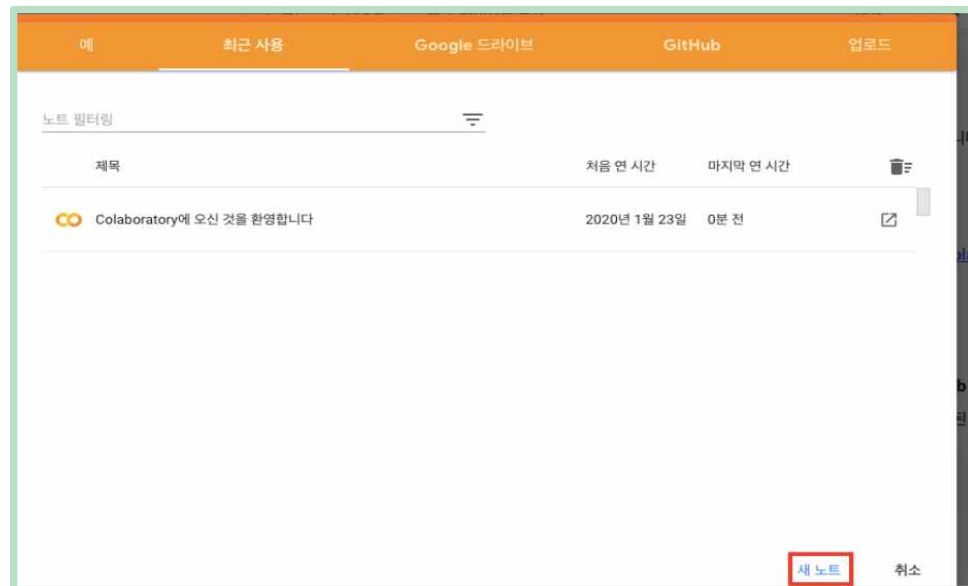 예 최근 사용 Google 드라이브 GitHub 업로드
노트 필터링
제목 처음 연 시간 마지막 연 시간
Colaboratory에 오신 것을 환영합니다 2020년 1월 23일 0분 전
새 노트 취소